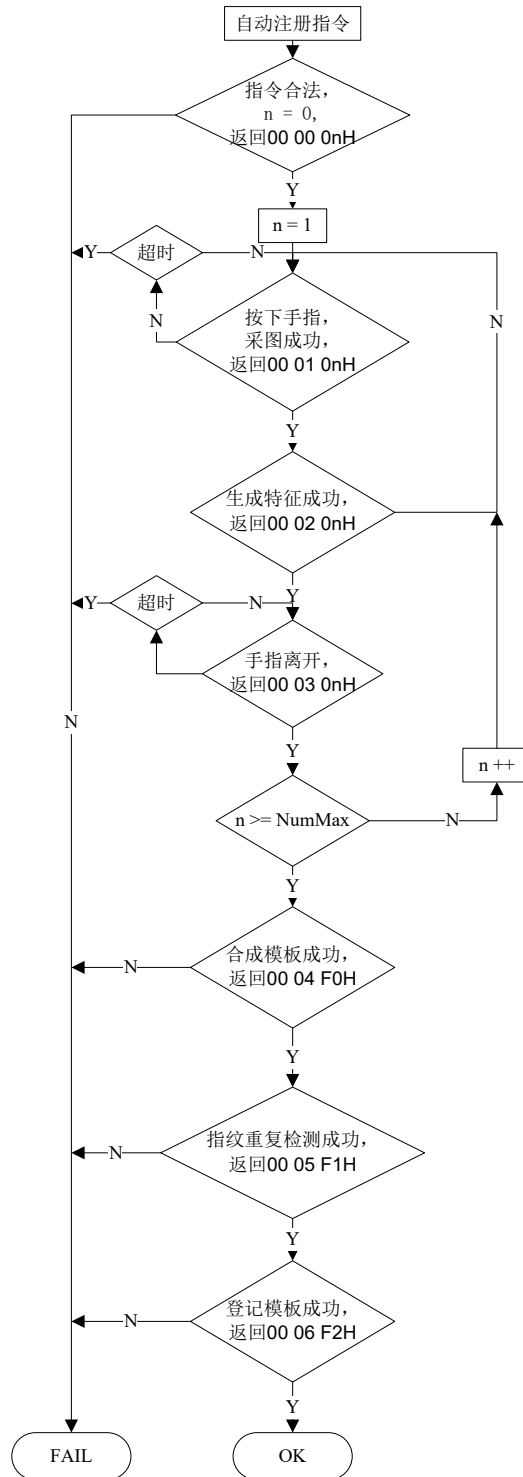 自动注册指令
指令合法，
n = 0,
返回00 00 0nH
Y
n = 1
Y
超时
N
N
N
按下手指，
采图成功，
返回00 01 0nH
Y
生成特征成功，
返回00 02 0nH
Y
Y
超时
N
手指离开，
返回00 03 0nH
N
Y
n ++
n >= NumMax
N
Y
合成模板成功，
返回00 04 F0H
N
Y
指纹重复检测成功，
返回00 05 F1H
N
Y
登记模板成功，
返回00 06 F2H
N
Y
FAIL
OK